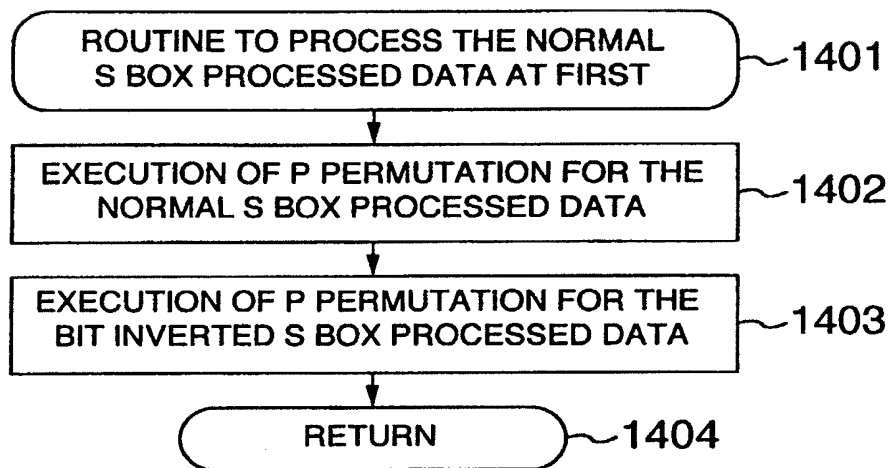 ROUTINE TO PROCESS THE NORMAL
S BOX PROCESSED DATA AT FIRST
1401
EXECUTION OF P PERMUTATION FOR THE
NORMAL S BOX PROCESSED DATA
1402
EXECUTION OF P PERMUTATION FOR THE
BIT INVERTED S BOX PROCESSED DATA
1403
RETURN
1404